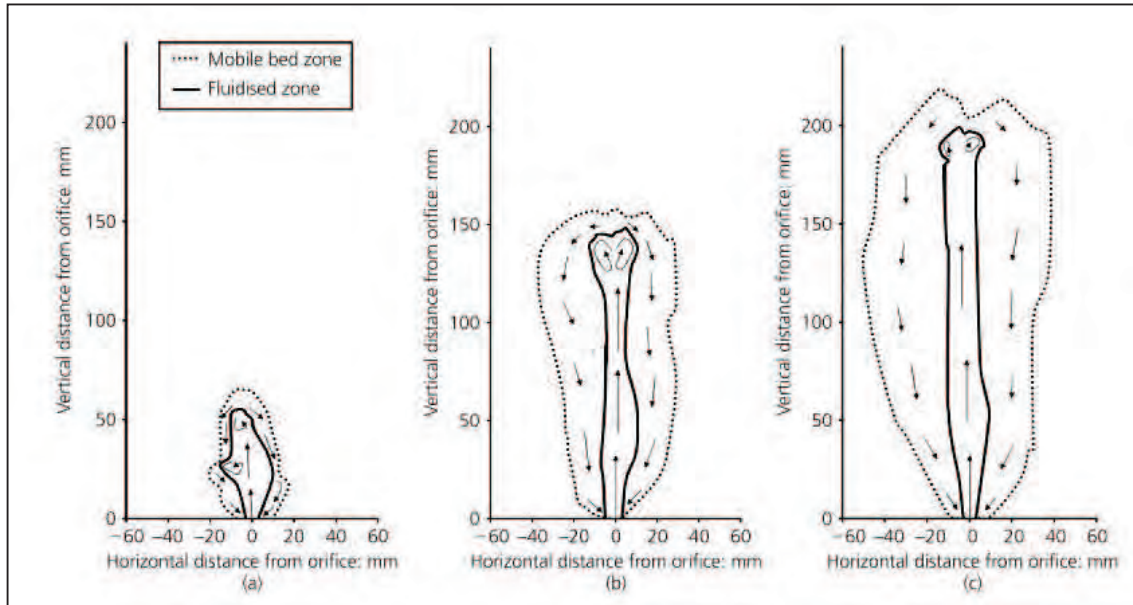 Mobile bed zone
Fluidised zone
Vertical distance from orifice: mm
200
150
100
50
0
−60 −40 −20 0 20 40 60
Horizontal distance from orifice: mm
(a)
Vertical distance from orifice: mm
200
150
100
50
0
−60 −40 −20 0 20 40 60
Horizontal distance from orifice: mm
(b)
Vertical distance from orifice: mm
200
150
100
50
0
−60 −40 −20 0 20 40 60
Horizontal distance from orifice: mm
(c)